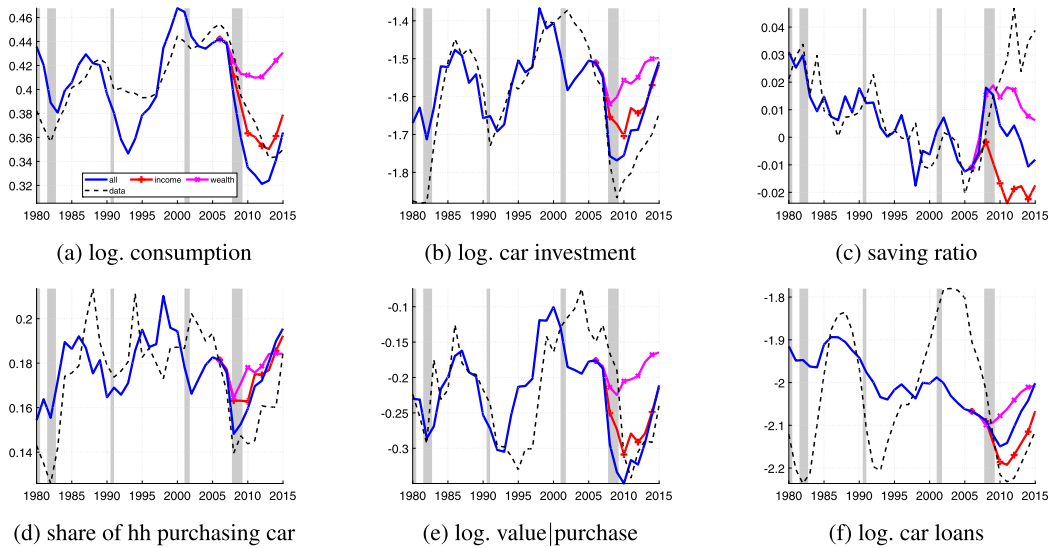 0.46
0.44
0.42
0.4
0.38
0.36
0.34
0.32
all
income
wealth
data
1980 1985 1990 1995 2000 2005 2010 2015
(a) log. consumption
-1.4
-1.5
-1.6
-1.7
-1.8
1980 1985 1990 1995 2000 2005 2010 2015
(b) log. car investment
0.04
0.03
0.02
0.01
0.00
-0.01
-0.02
1980 1985 1990 1995 2000 2005 2010 2015
(c) saving ratio
0.2
0.18
0.16
0.14
1980 1985 1990 1995 2000 2005 2010 2015
(d) share of hh purchasing car
-0.1
-0.15
-0.2
-0.25
-0.3
1980 1985 1990 1995 2000 2005 2010 2015
(e) log. value|purchase
-1.8
-1.9
-2
-2.1
-2.2
1980 1985 1990 1995 2000 2005 2010 2015
(f) log. car loans